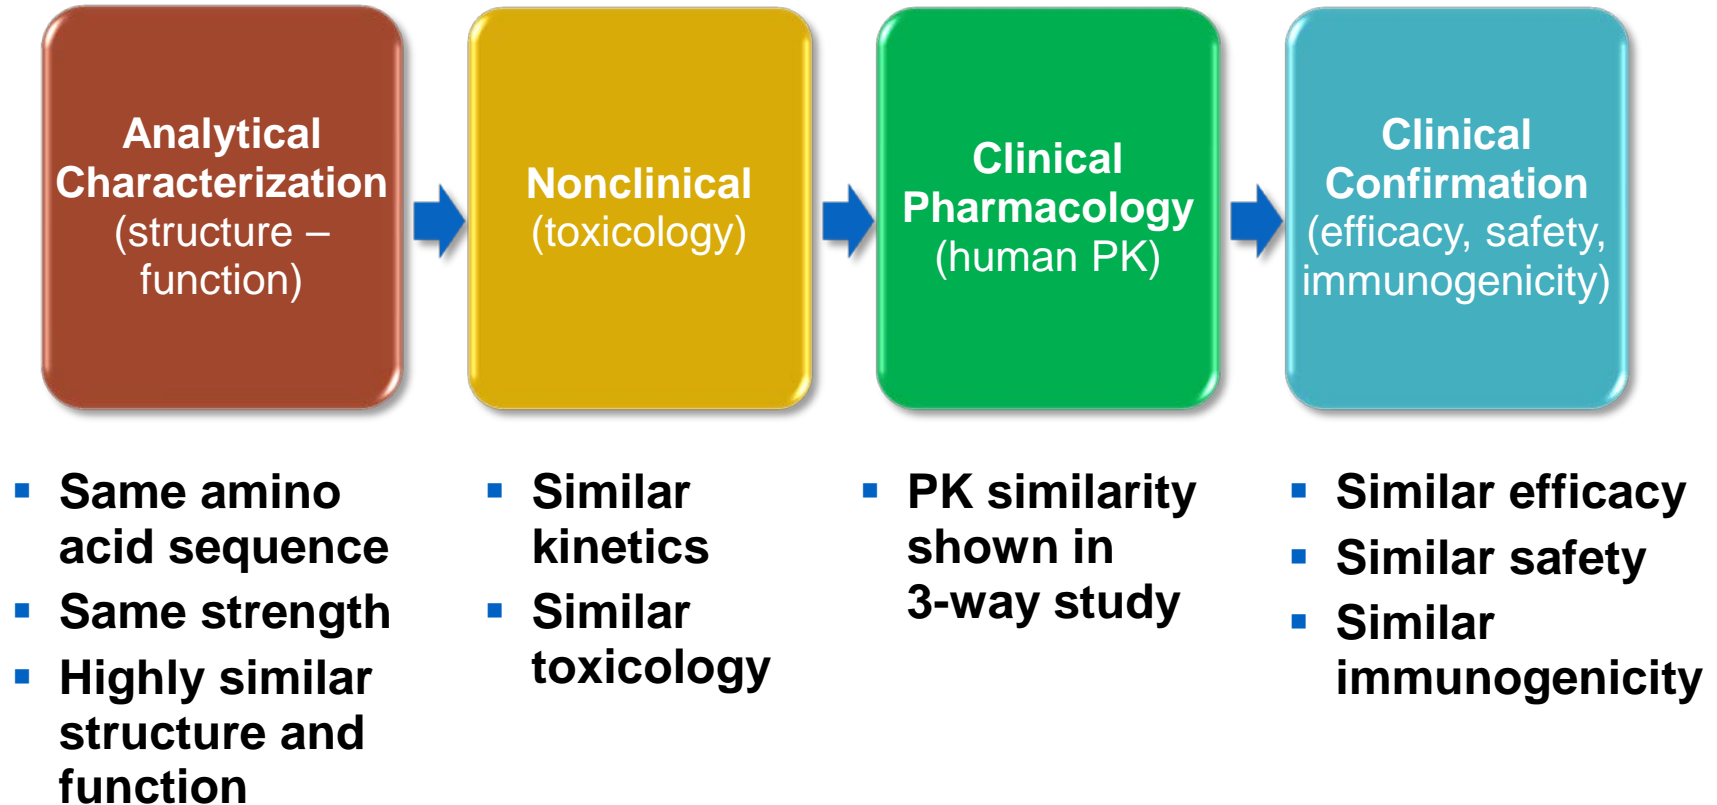 Analytical
Characterization
(structure –
function)
Nonclinical
(toxicology)
Clinical
Pharmacology
(human PK)
Clinical
Confirmation
(efficacy, safety,
immunogenicity)
▪ Same amino
acid sequence
▪ Same strength
▪ Highly similar
structure and
function
▪ Similar
kinetics
▪ Similar
toxicology
▪ PK similarity
shown in
3-way study
▪ Similar efficacy
▪ Similar safety
▪ Similar
immunogenicity